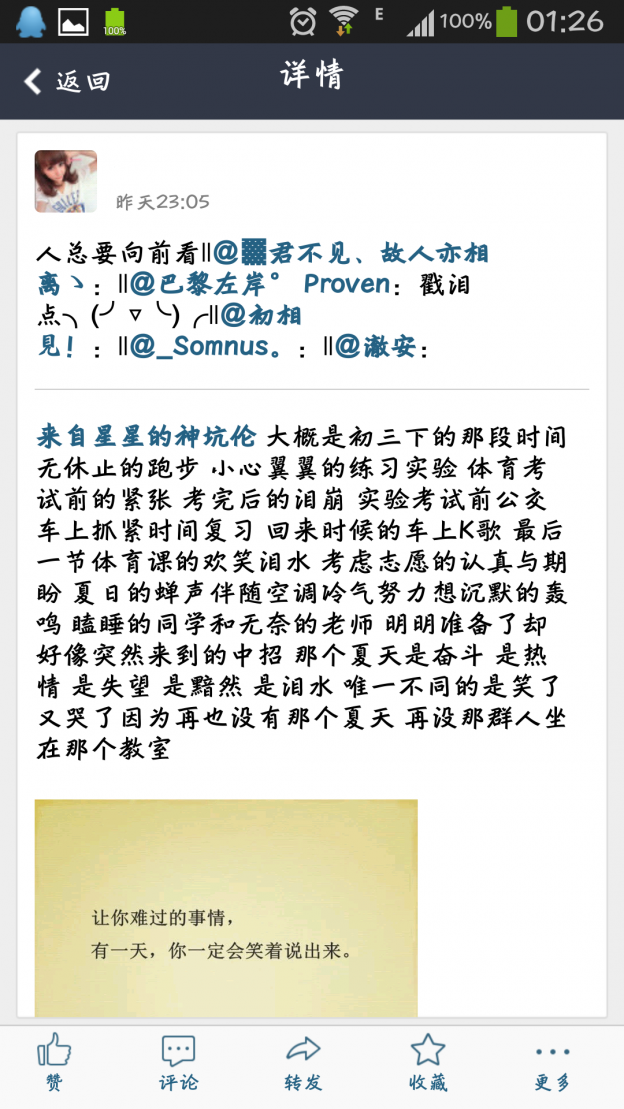 100%
E
100%
01:26
返回
详情
昨天23:05
人总要向前看||@▓君不见、故人亦相
离丶：||@巴黎左岸° Proven：戳泪
点╮(╯▽╰)╭||@初相
見！：||@_Somnus。：||@澈安：
来自星星的神坑伦 大概是初三下的那段时间
无休止的跑步 小心翼翼的练习实验 体育考
试前的紧张 考完后的泪崩 实验考试前公交
车上抓紧时间复习 回来时候的车上K歌 最后
一节体育课的欢笑泪水 考虑志愿的认真与期
盼 夏日的蝉声伴随空调冷气努力想沉默的轰
鸣 瞌睡的同学和无奈的老师 明明准备了却
好像突然来到的中招 那个夏天是奋斗 是热
情 是失望 是黯然 是泪水 唯一不同的是笑了
又哭了因为再也没有那个夏天 再没那群人坐
在那个教室
让你难过的事情，
有一天，你一定会笑着说出来。
赞
评论
转发
收藏
更多